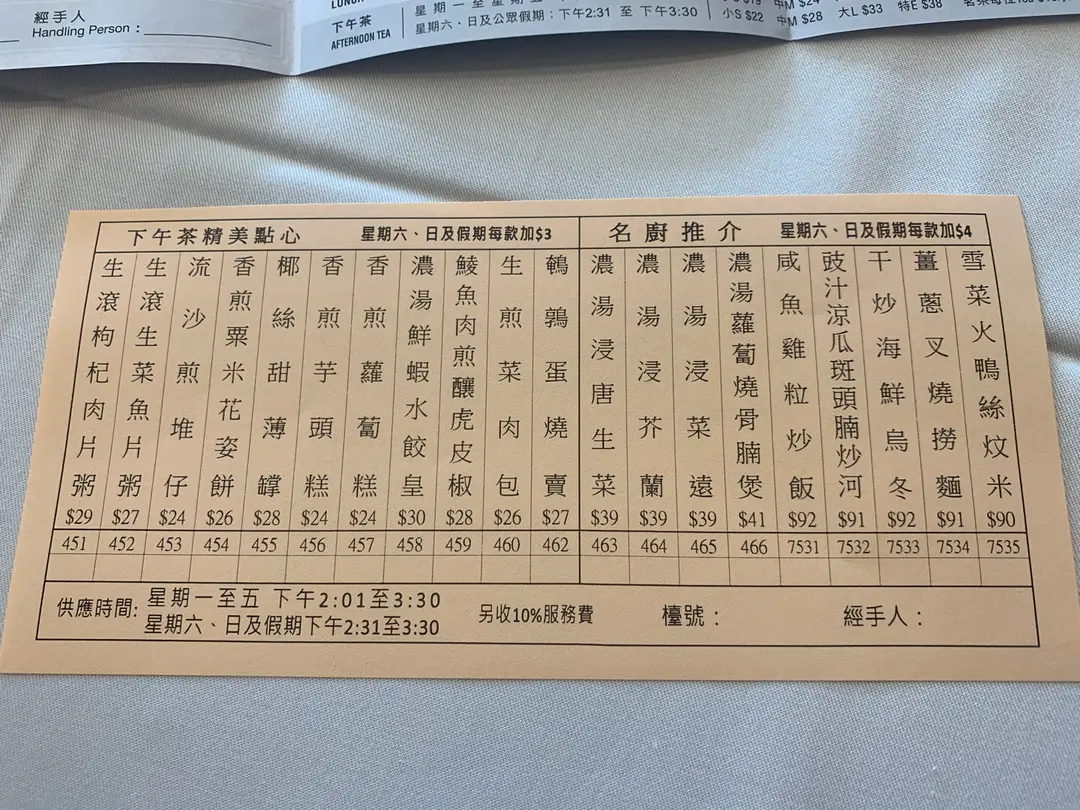 經手人
Handling Person :
LUNCH
下午茶
AFTERNOON TEA
星期一至星期五
星期六、日及公眾假期：下午2:31 至 下午3:30
小S $22 中M $28 大L $33 特E $38
下午茶精美點心 星期六、日及假期每款加$3
名廚推介 星期六、日及假期每款加$4
生滾枸杞肉片粥 $29 451
生滾生菜魚片粥 $27 452
流沙煎堆仔 $24 453
香煎粟米花姿餅 $26 454
椰絲甜薄罉 $28 455
香煎芋頭糕 $24 456
香煎蘿蔔糕 $24 457
濃湯鮮蝦水餃皇 $30 458
鯪魚肉煎釀虎皮椒 $28 459
生煎菜肉包 $26 460
鵪鶉蛋燒賣 $27 462
濃湯浸唐生菜 $39 463
濃湯浸芥蘭 $39 464
濃湯浸菜遠 $39 465
濃湯蘿蔔燒骨腩煲 $41 466
咸魚雞粒炒飯 $92 7531
豉汁涼瓜斑頭腩炒河 $91 7532
干炒海鮮烏冬 $92 7533
薑蔥叉燒撈麵 $91 7534
雪菜火鴨絲炆米 $90 7535
供應時間: 星期一至五 下午2:01至3:30
星期六、日及假期下午2:31至3:30
另收10%服務費
檯號：
經手人：